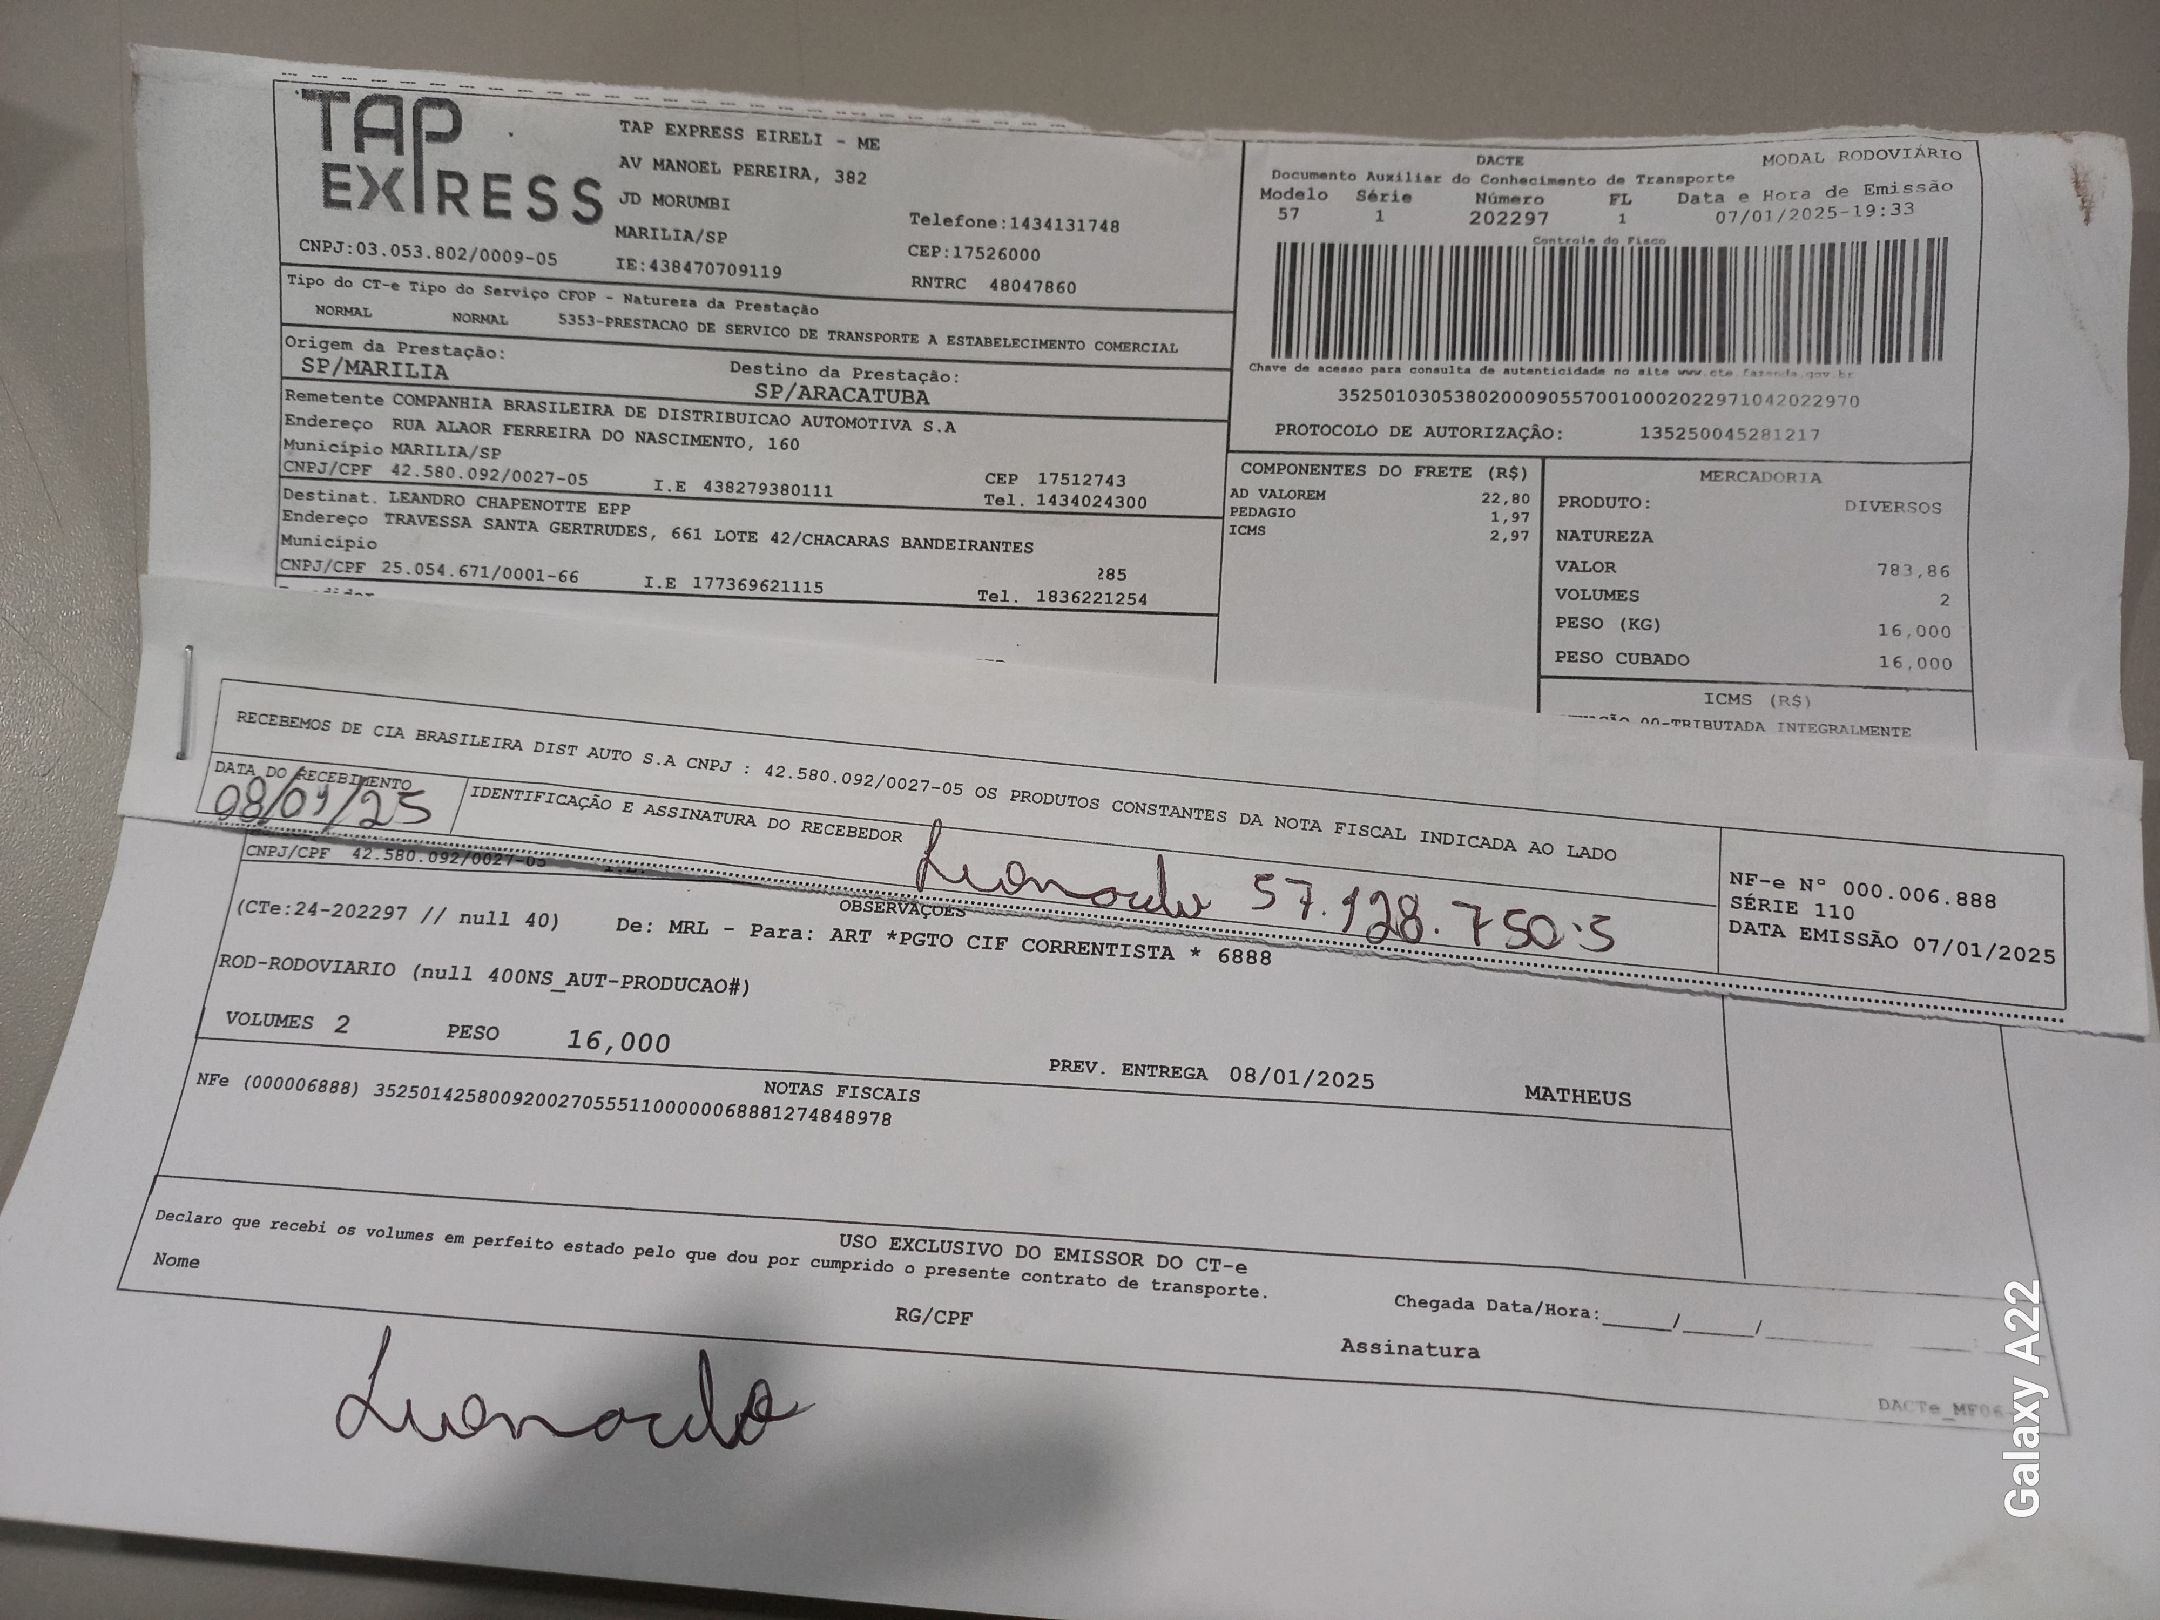 TAP EXPRESS
TAP EXPRESS EIRELI - ME
AV MANOEL PEREIRA, 382
JD MORUMBI
MARILIA/SP
Telefone:1434131748
CEP:17526000
CNPJ:03.053.802/0009-05
IE:438470709119
RNTRC 48047860
Tipo do CT-e Tipo do Serviço CFOP - Natureza da Prestação
NORMAL NORMAL 5353-PRESTACAO DE SERVICO DE TRANSPORTE A ESTABELECIMENTO COMERCIAL
Origem da Prestação: Destino da Prestação:
SP/MARILIA SP/ARACATUBA
Remetente COMPANHIA BRASILEIRA DE DISTRIBUICAO AUTOMOTIVA S.A
Endereço RUA ALAOR FERREIRA DO NASCIMENTO, 160
Município MARILIA/SP CEP 17512743
CNPJ/CPF 42.580.092/0027-05 I.E 438279380111 Tel. 1434024300
Destinat. LEANDRO CHAPENOTTE EPP
Endereço TRAVESSA SANTA GERTRUDES, 661 LOTE 42/CHACARAS BANDEIRANTES
Município 285
CNPJ/CPF 25.054.671/0001-66 I.E 177369621115 Tel. 1836221254
DACTE MODAL RODOVIÁRIO
Documento Auxiliar do Conhecimento de Transporte
Modelo Série Número FL Data e Hora de Emissão
57 1 202297 1 07/01/2025-19:33
Controle do Fisco
Chave de acesso para consulta de autenticidade no site www.cte.fazenda.gov.br
35250103053802000905570010002022971042022970
PROTOCOLO DE AUTORIZAÇÃO: 135250045281217
COMPONENTES DO FRETE (R$)
AD VALOREM 22,80
PEDAGIO 1,97
ICMS 2,97
MERCADORIA
PRODUTO: DIVERSOS
NATUREZA
VALOR 783,86
VOLUMES 2
PESO (KG) 16,000
PESO CUBADO 16,000
ICMS (R$)
00-TRIBUTADA INTEGRALMENTE
RECEBEMOS DE CIA BRASILEIRA DIST AUTO S.A CNPJ : 42.580.092/0027-05 OS PRODUTOS CONSTANTES DA NOTA FISCAL INDICADA AO LADO
DATA DO RECEBIMENTO
08/01/25
IDENTIFICAÇÃO E ASSINATURA DO RECEBEDOR
Leonardo 57.128.750.5
NF-e N° 000.006.888
SÉRIE 110
DATA EMISSÃO 07/01/2025
CNPJ/CPF 42.580.092/0027-05
OBSERVAÇOES
(CTe:24-202297 // null 40) De: MRL - Para: ART *PGTO CIF CORRENTISTA * 6888
ROD-RODOVIARIO (null 400NS_AUT-PRODUCAO#)
VOLUMES 2 PESO 16,000 PREV. ENTREGA 08/01/2025 MATHEUS
NOTAS FISCAIS
NFe (000006888) 35250142580092002705551100000068881274848978
USO EXCLUSIVO DO EMISSOR DO CT-e
Declaro que recebi os volumes em perfeito estado pelo que dou por cumprido o presente contrato de transporte.
Nome RG/CPF Assinatura
Chegada Data/Hora:_____/_____/_____
Leonardo
Galaxy A22